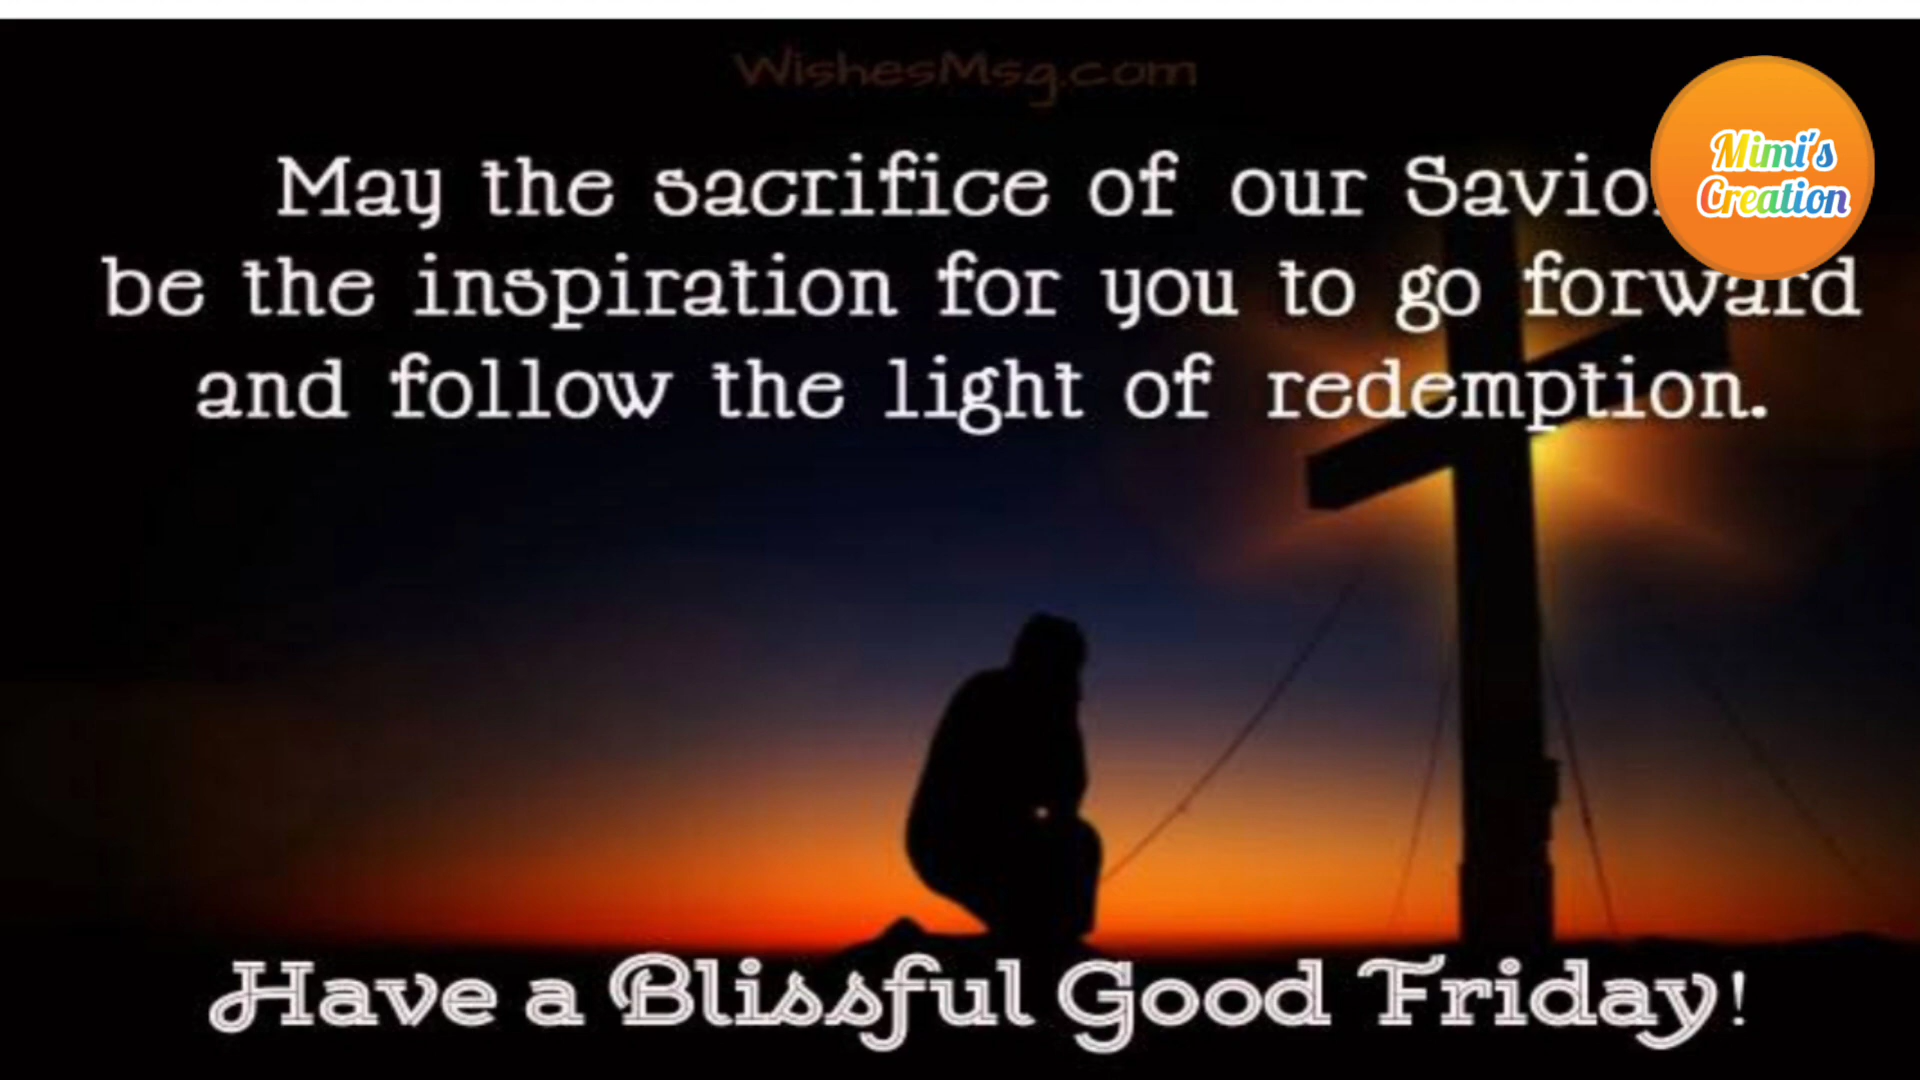 WishesMsg.com
Mimi's
Creation
May the sacrifice of our
be the inspiration for you to go forward
and follow the light of redemption.
Have a Blissful Good Friday!